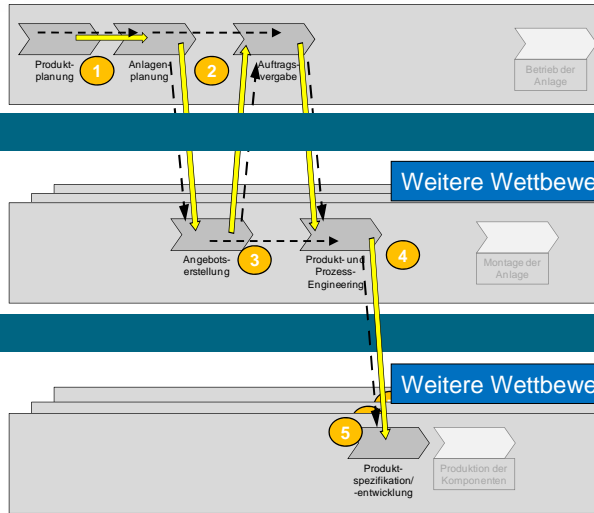 Produkt-
planung
1
Anlagen
planung
2
Auftrags-
vergabe
Betrieb der
Anlage
Weitere Wettbewe
Angebots-
erstellung
3
Produkt- und
Prozess-
Engineering
4
Montage der
Anlage
Weitere Wettbewe
5
Produkt-
spezifikation/
-entwicklung
Produktion der
Komponenten